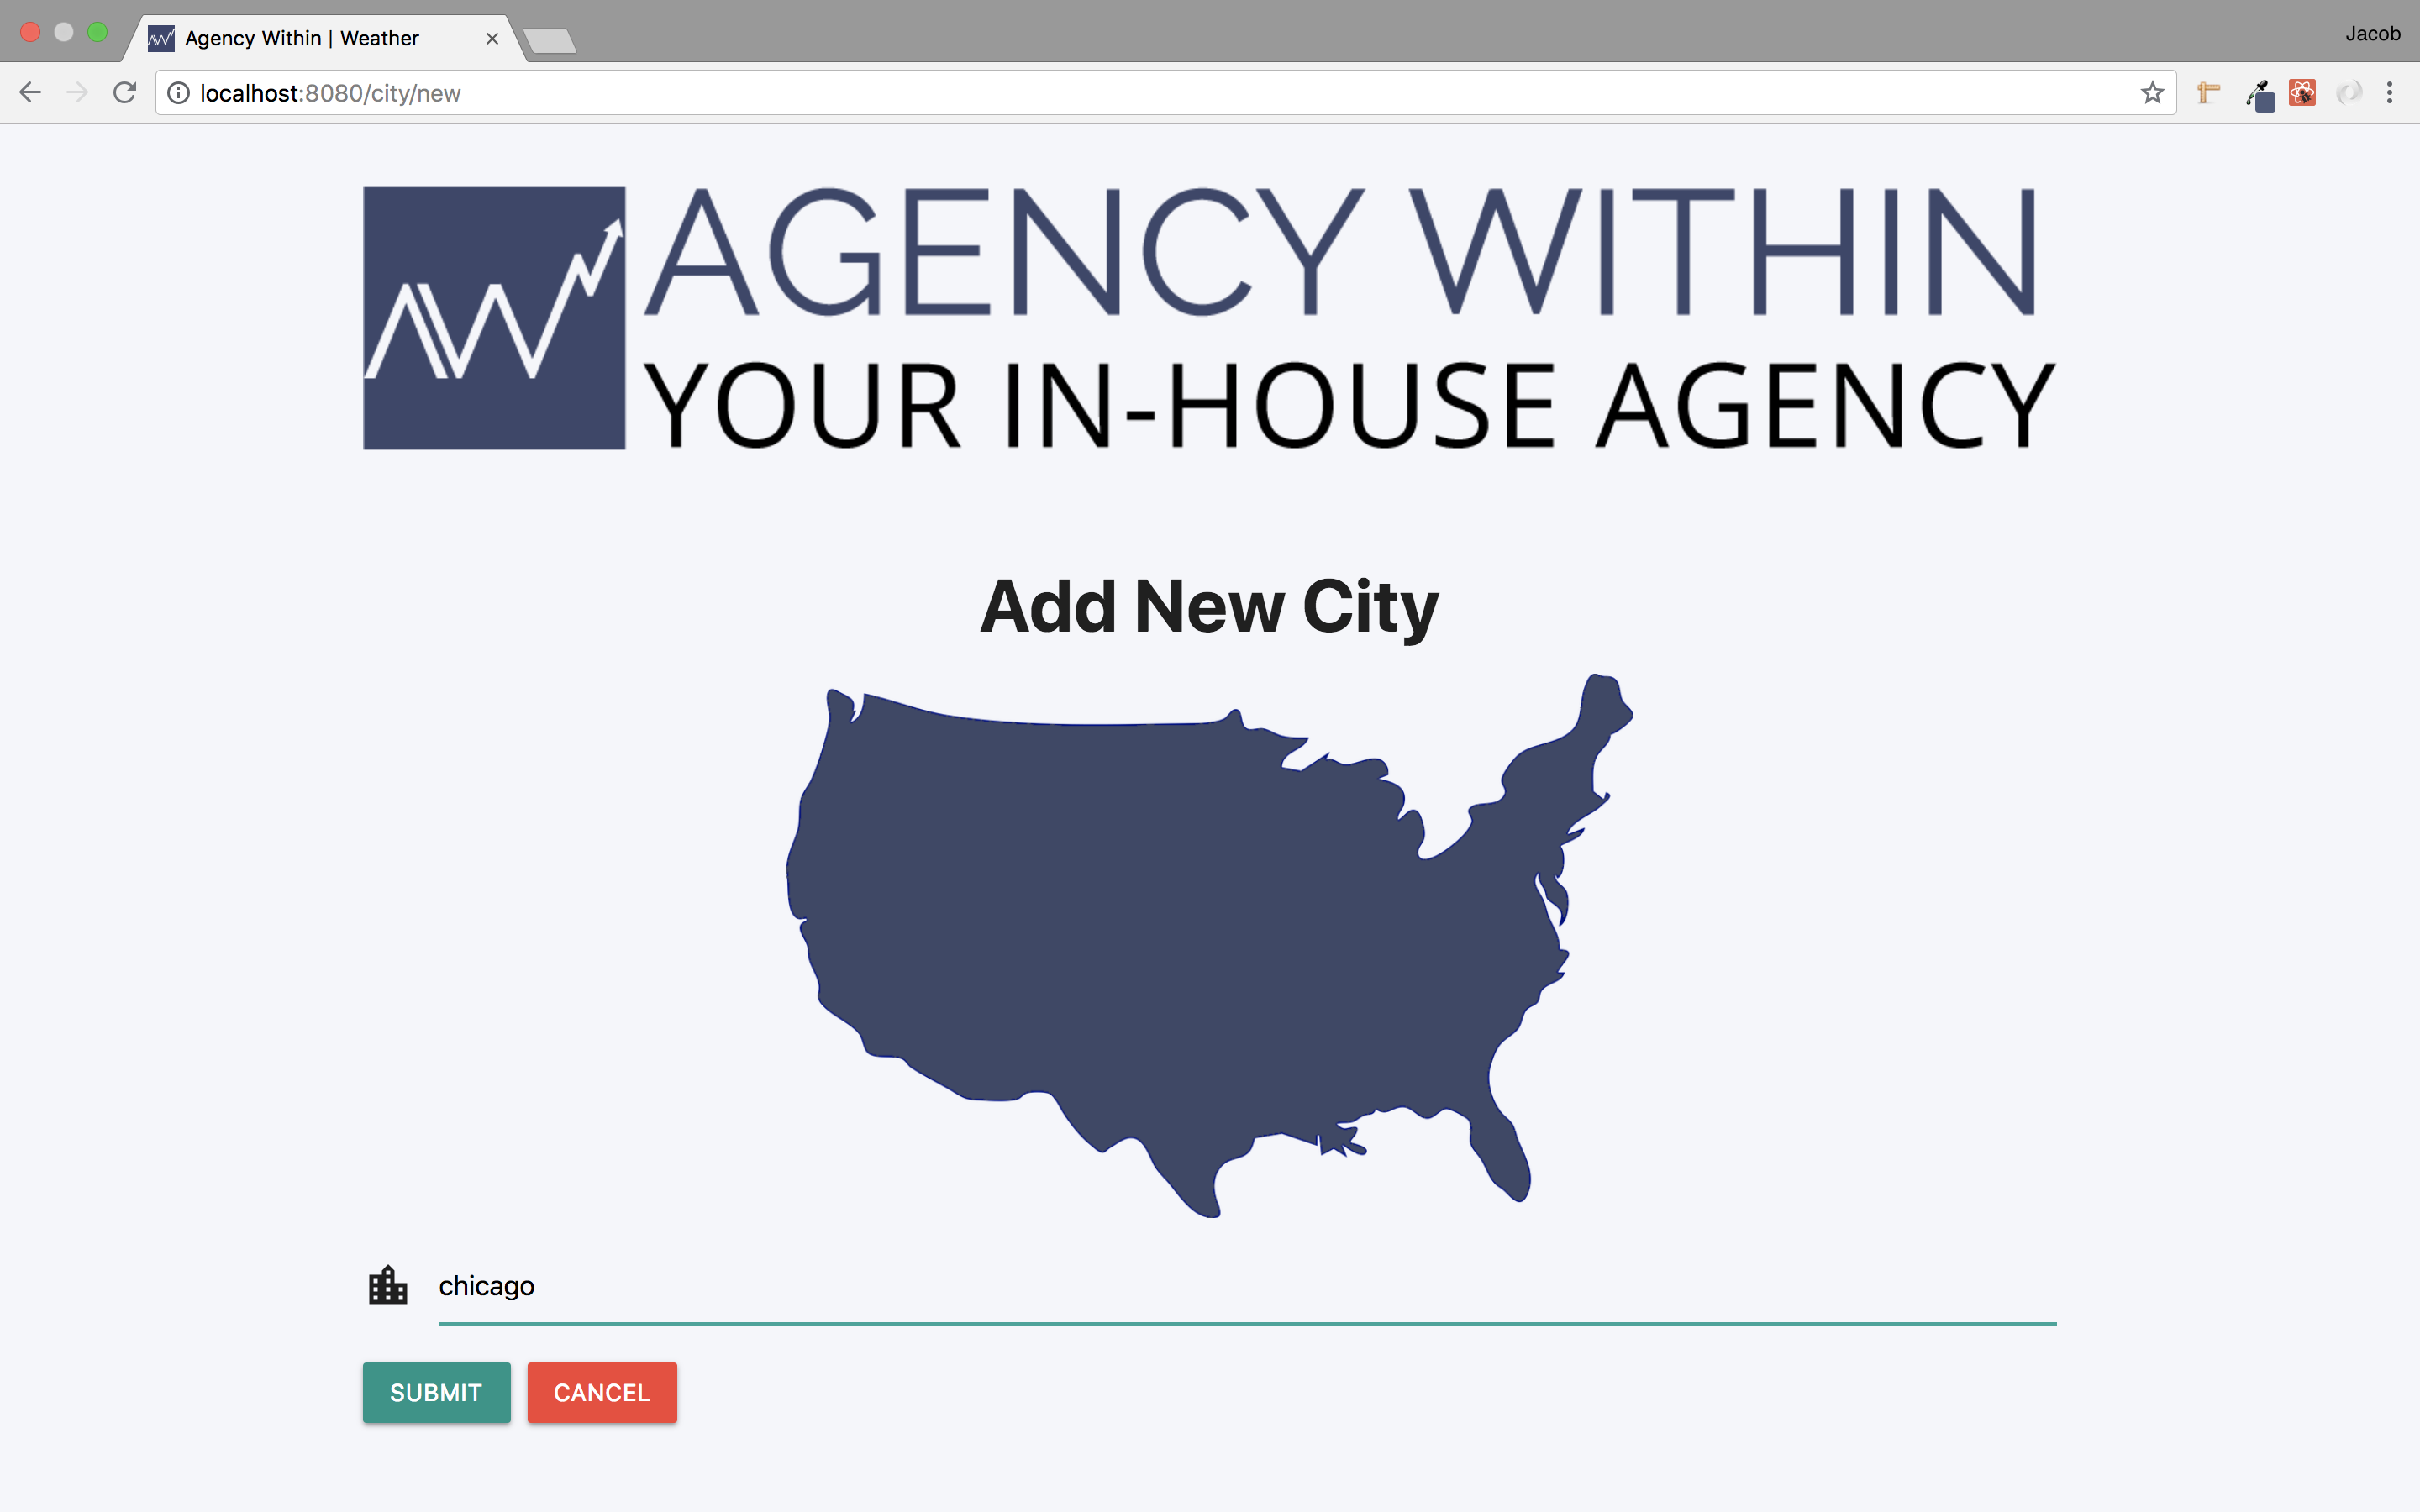 Agency Within | Weather
Jacob
localhost:8080/city/new
AW
AGENCY WITHIN
YOUR IN-HOUSE AGENCY
Add New City
chicago
SUBMIT
CANCEL